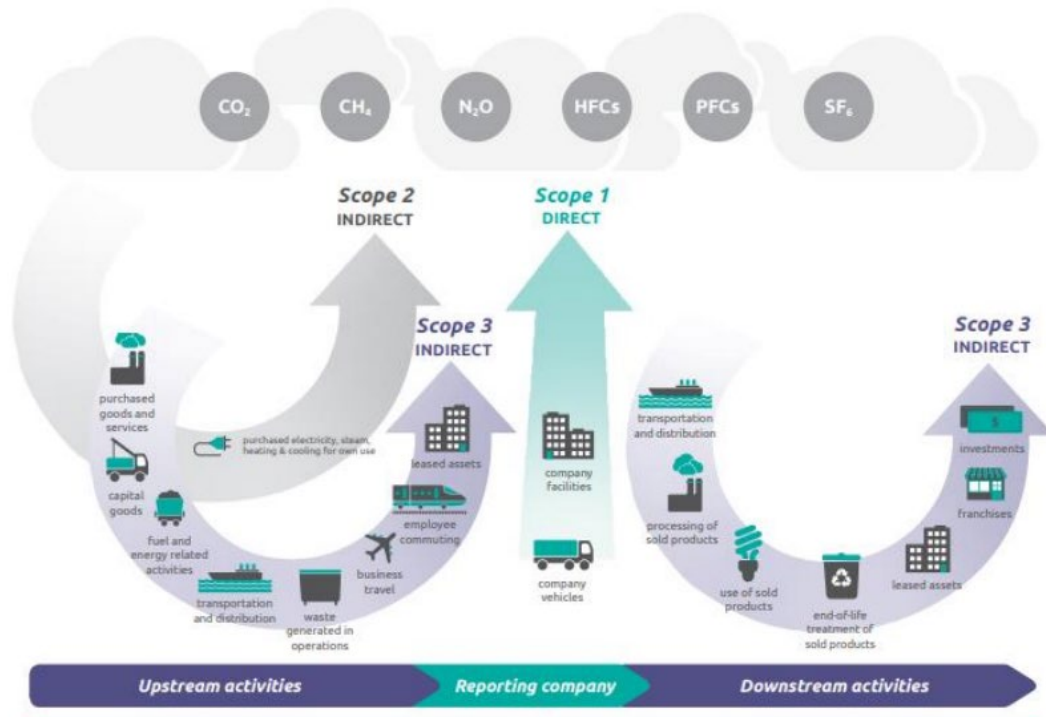 CO₂
CH₄
N₂O
HFCs
PFCs
SF₆
Scope 2
INDIRECT
Scope 1
DIRECT
Scope 3
INDIRECT
Scope 3
INDIRECT
purchased
goods and
services
capital
goods
fuel and
energy related
activities
transportation
and distribution
waste
generated in
operations
business
travel
employee
commuting
leased assets
purchased electricity, steam,
heating & cooling for own use
company
facilities
company
vehicles
transportation
and distribution
processing of
sold products
use of sold
products
end-of-life
treatment of
sold products
leased assets
franchises
$
investments
Upstream activities
Reporting company
Downstream activities